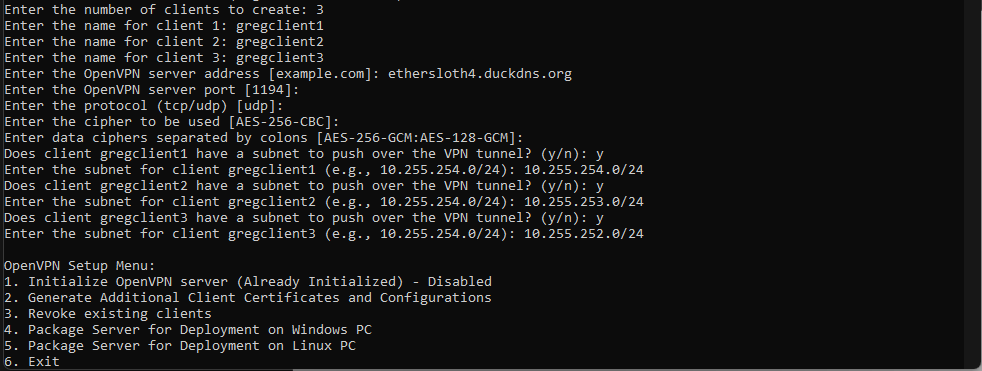 Enter the number of clients to create: 3
Enter the name for client 1: gregclient1
Enter the name for client 2: gregclient2
Enter the name for client 3: gregclient3
Enter the OpenVPN server address [example.com]: ethersloth4.duckdns.org
Enter the OpenVPN server port [1194]:
Enter the protocol (tcp/udp) [udp]:
Enter the cipher to be used [AES-256-CBC]:
Enter data ciphers separated by colons [AES-256-GCM:AES-128-GCM]:
Does client gregclient1 have a subnet to push over the VPN tunnel? (y/n): y
Enter the subnet for client gregclient1 (e.g., 10.255.254.0/24): 10.255.254.0/24
Does client gregclient2 have a subnet to push over the VPN tunnel? (y/n): y
Enter the subnet for client gregclient2 (e.g., 10.255.254.0/24): 10.255.253.0/24
Does client gregclient3 have a subnet to push over the VPN tunnel? (y/n): y
Enter the subnet for client gregclient3 (e.g., 10.255.254.0/24): 10.255.252.0/24
OpenVPN Setup Menu:
1. Initialize OpenVPN server (Already Initialized) - Disabled
2. Generate Additional Client Certificates and Configurations
3. Revoke existing clients
4. Package Server for Deployment on Windows PC
5. Package Server for Deployment on Linux PC
6. Exit